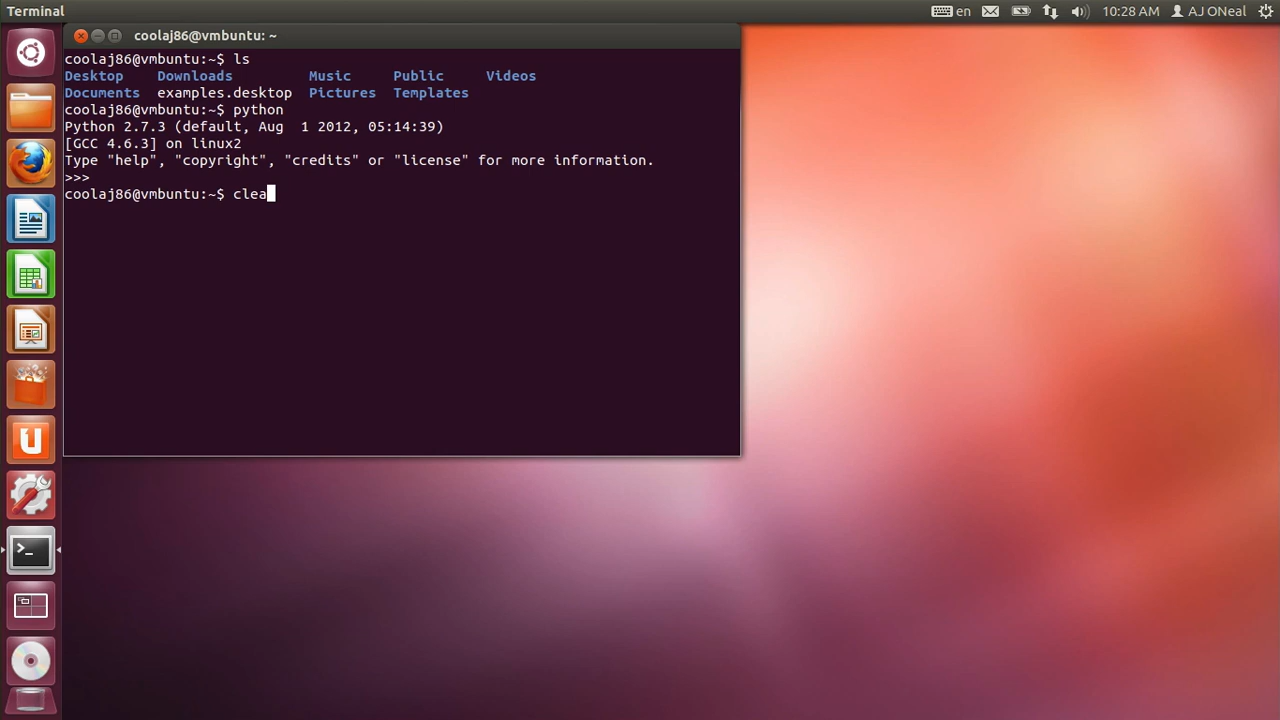 Terminal
en
10:28 AM
AJ ONeal
coolaj86@vmbuntu: ~
coolaj86@vmbuntu:~$ ls
Desktop Downloads Music Public Videos
Documents examples.desktop Pictures Templates
coolaj86@vmbuntu:~$ python
Python 2.7.3 (default, Aug  1 2012, 05:14:39)
[GCC 4.6.3] on linux2
Type "help", "copyright", "credits" or "license" for more information.
>>>
coolaj86@vmbuntu:~$ clea